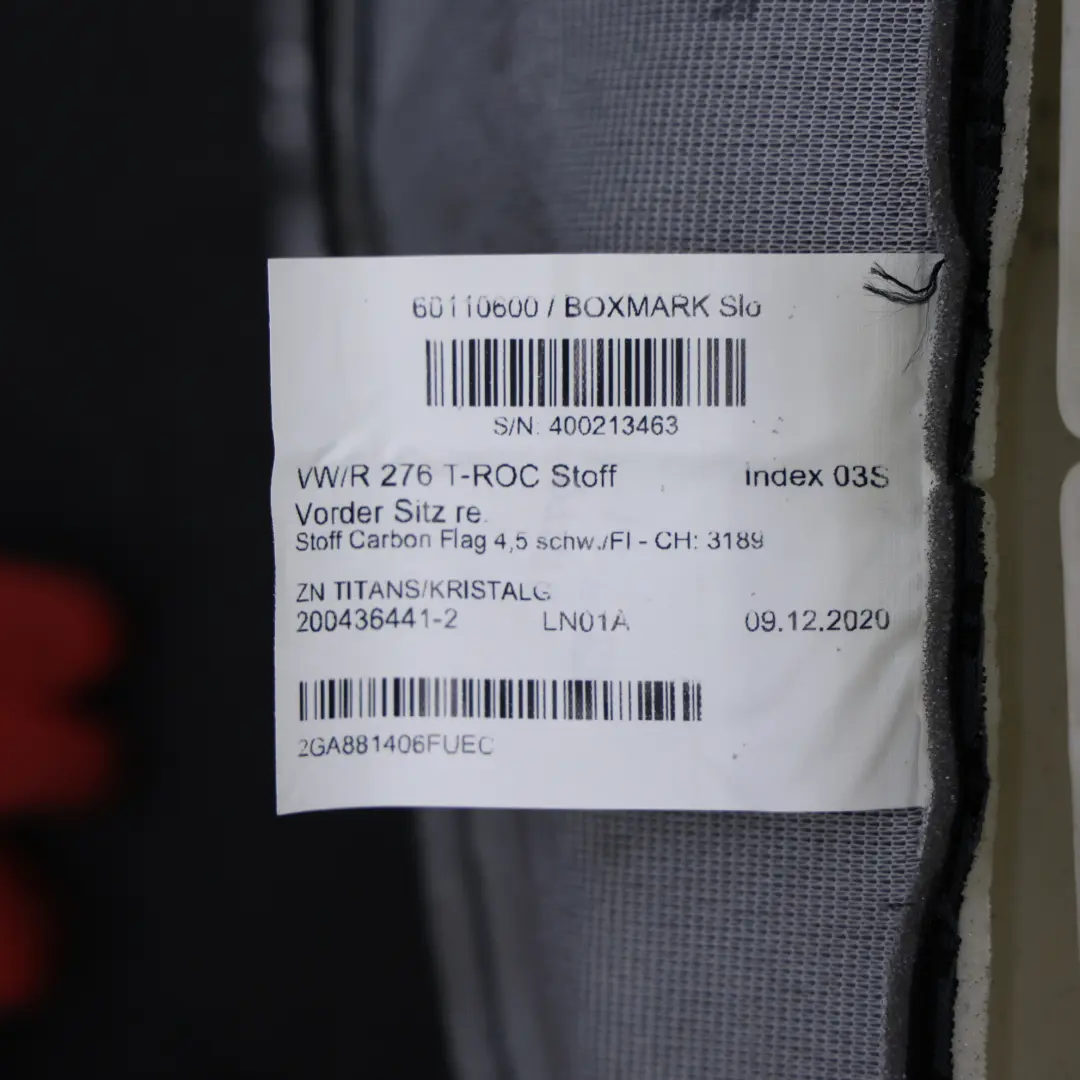 60110600 / BOXMARK Slo
S/N: 400213463
VW/R 276 T-ROC Stoff Index 03S
Vorder Sitz re.
Stoff Carbon Flag 4,5 schw./FI - CH: 3189
ZN TITANS/KRISTALG
200436441-2 LN01A 09.12.2020
2GA881406FUEC